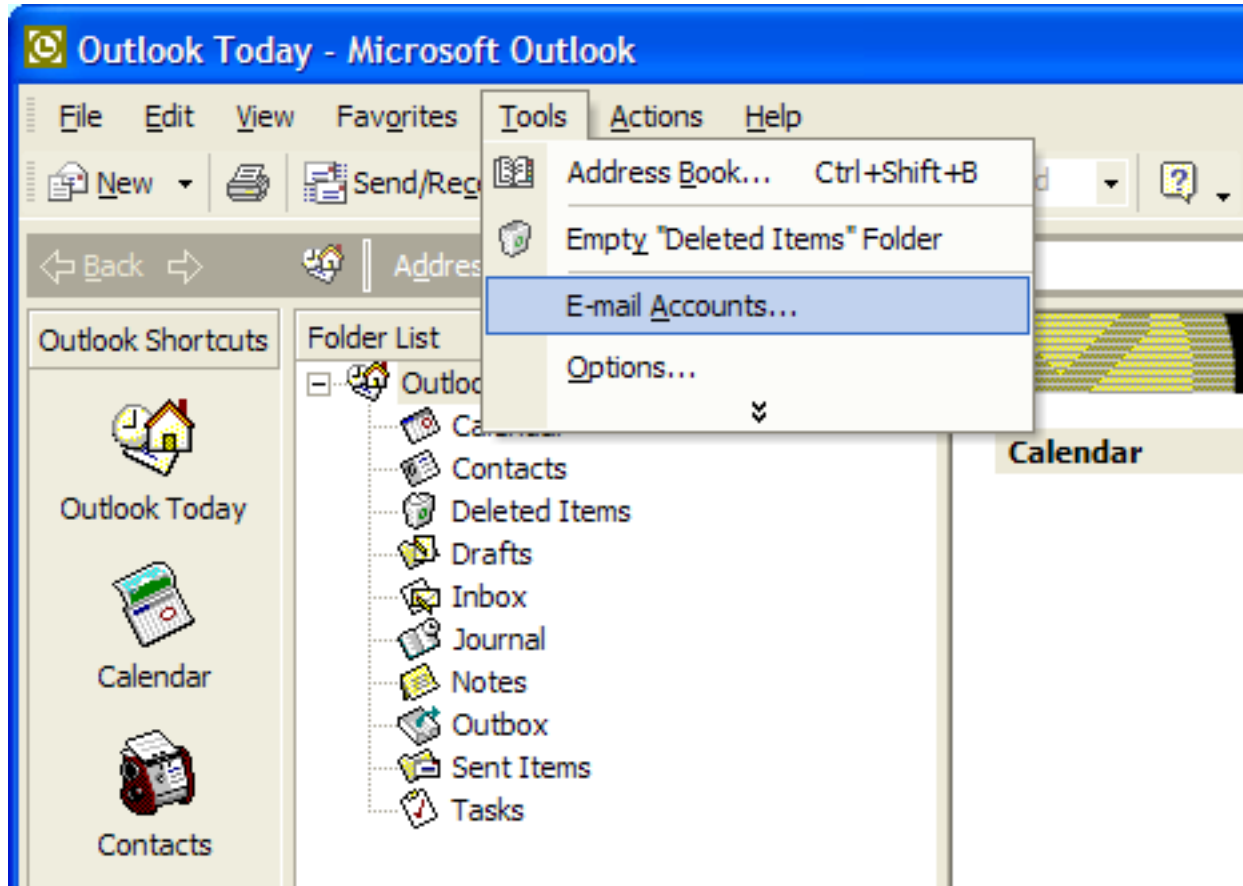 Outlook Today - Microsoft Outlook
File Edit View Favorites Tools Actions Help
New Send/Rec
Address Book... Ctrl+Shift+B
Empty "Deleted Items" Folder
Back Addres
E-mail Accounts...
Options...
Outlook Shortcuts
Folder List
Outloo
Calendar
Contacts
Deleted Items
Drafts
Inbox
Journal
Notes
Outbox
Sent Items
Tasks
Outlook Today
Calendar
Contacts
Calendar